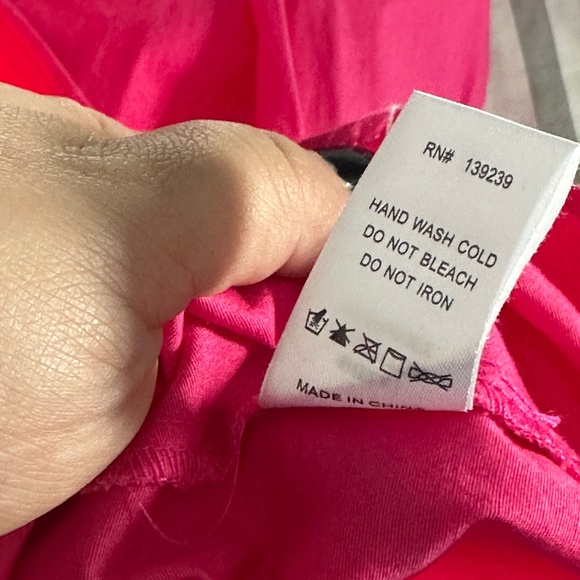 RN# 139239
HAND WASH COLD
DO NOT BLEACH
DO NOT IRON
MADE IN CHINA